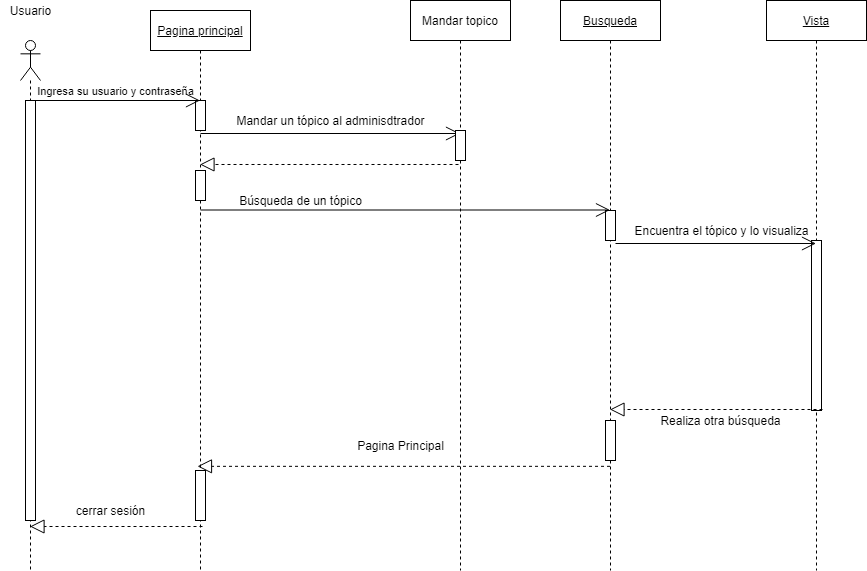 Usuario
Pagina principal
Mandar topico
Busqueda
Vista
Ingresa su usuario y contraseña
Mandar un tópico al adminisdtrador
Búsqueda de un tópico
Encuentra el tópico y lo visualiza
Realiza otra búsqueda
Pagina Principal
cerrar sesión